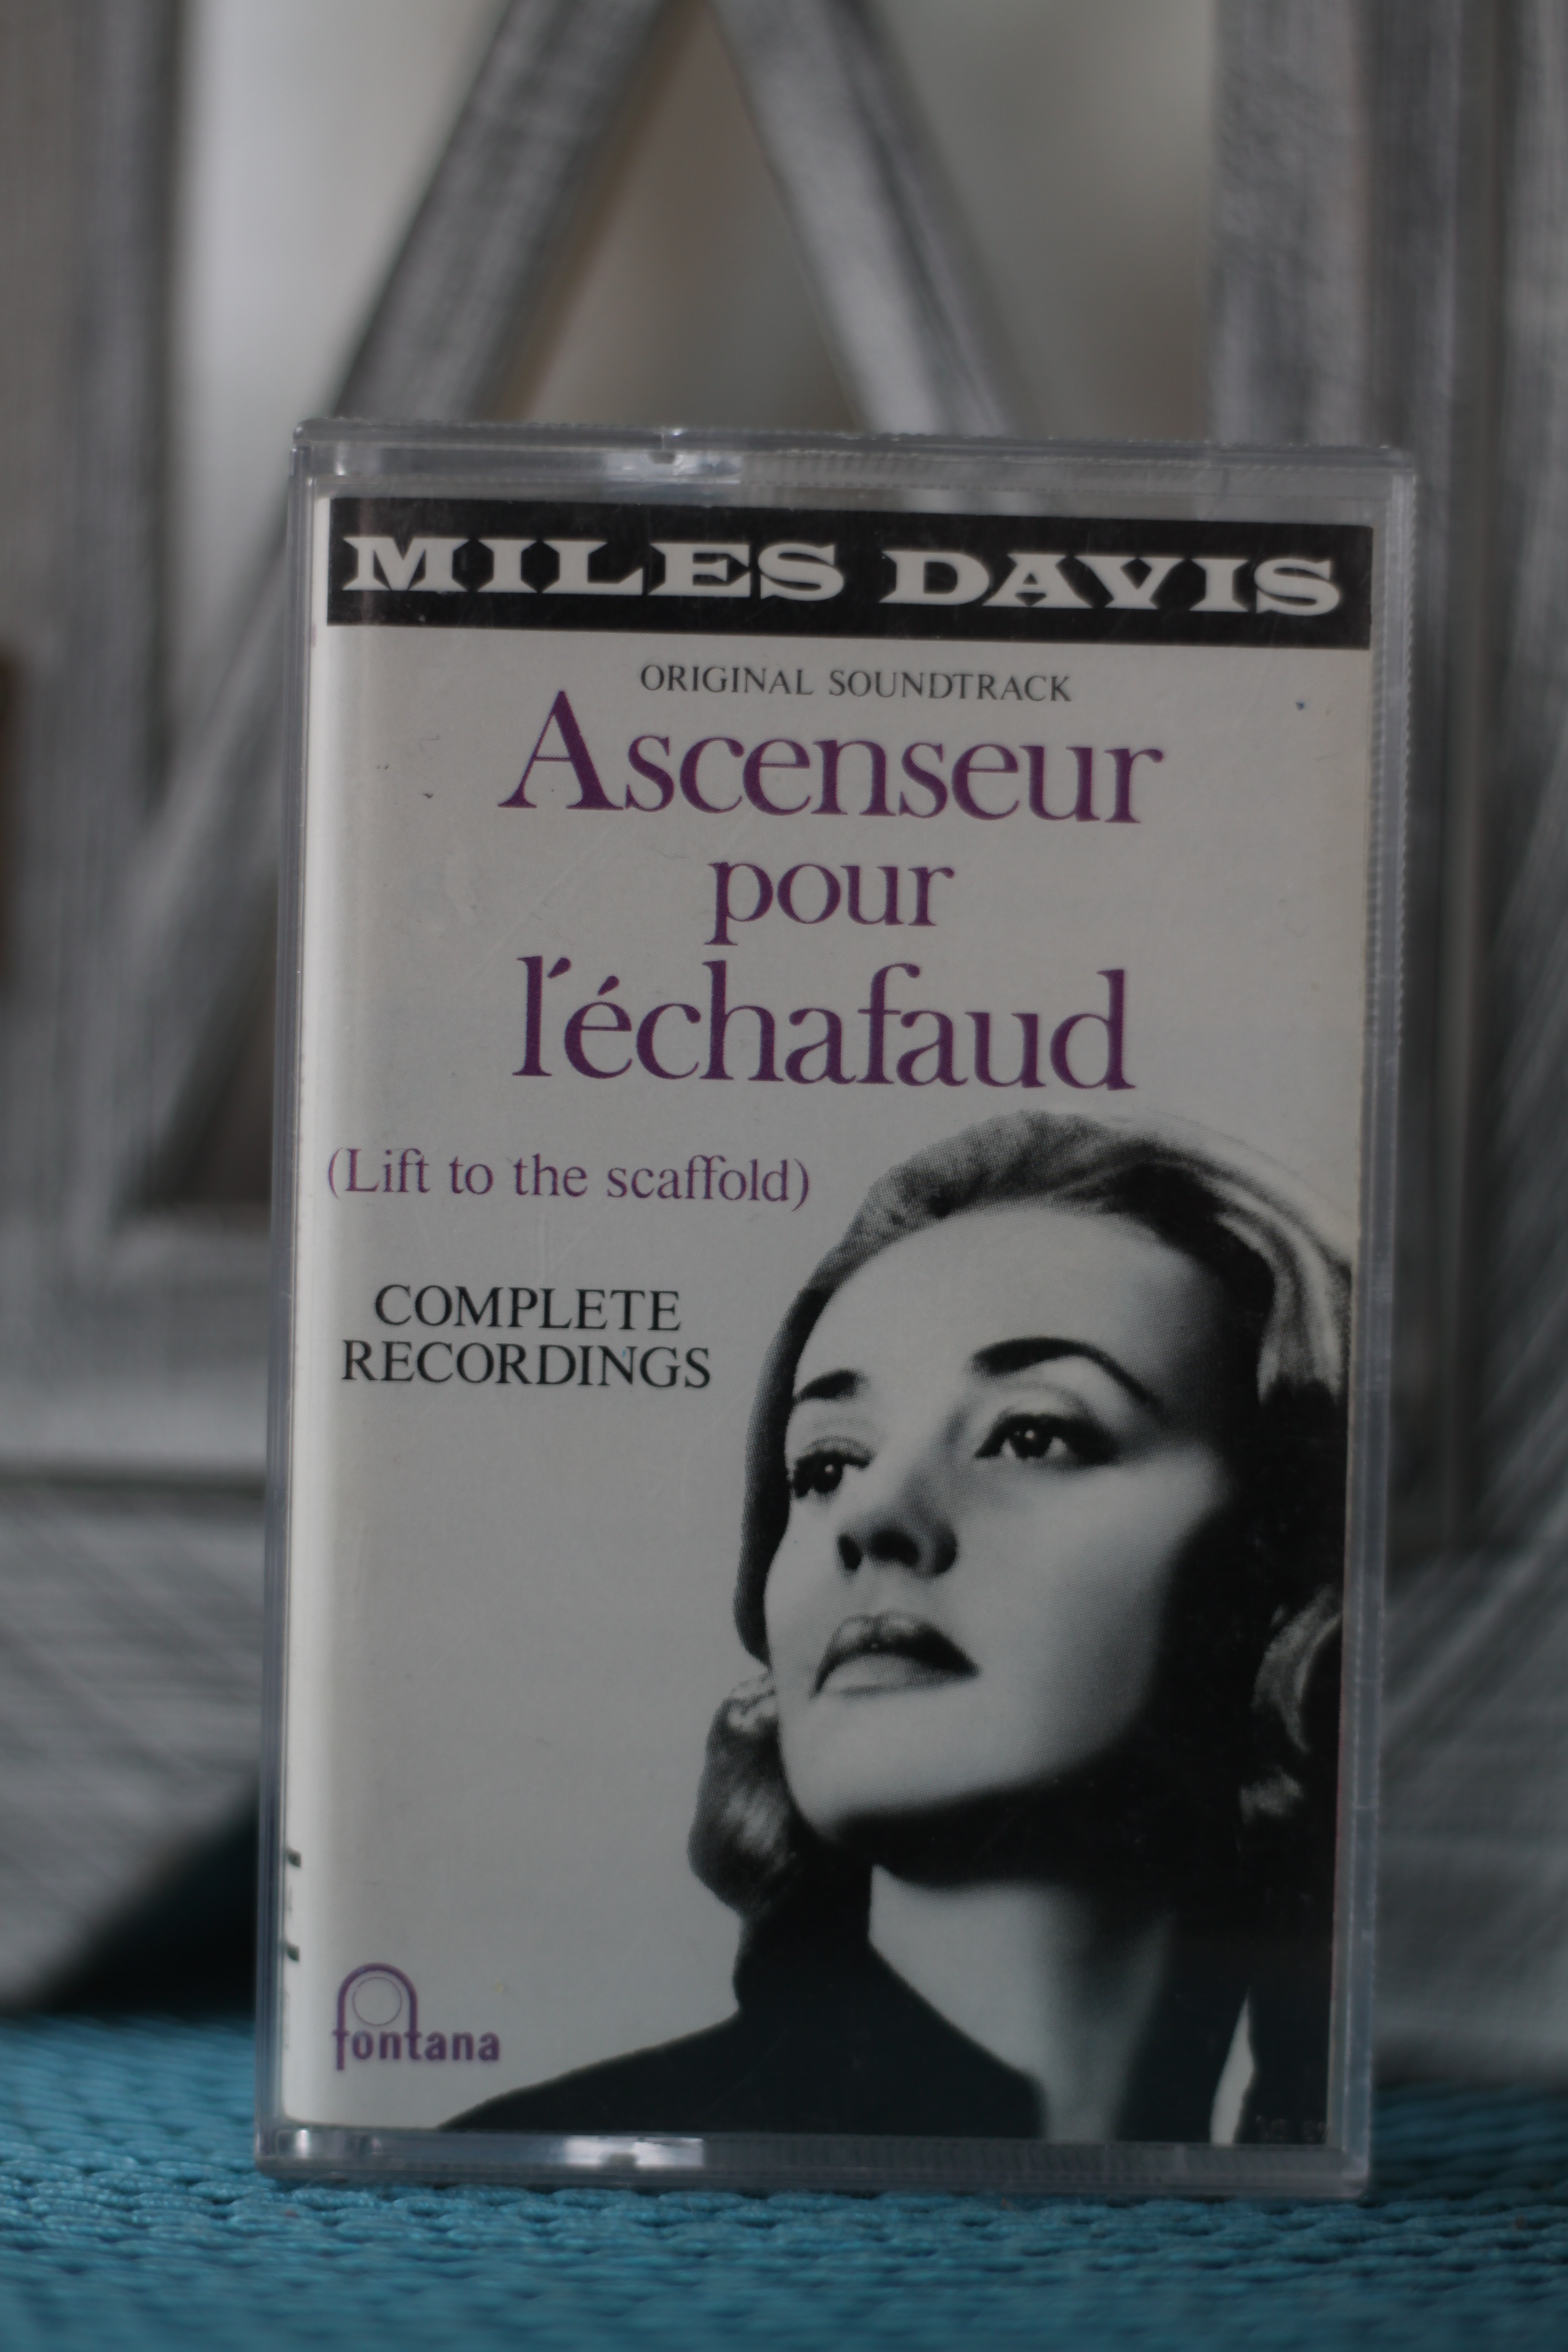 MILES DAVIS
ORIGINAL SOUNDTRACK
Ascenseur
pour
l'échafaud
(Lift to the scaffold)
COMPLETE
RECORDINGS
fontana